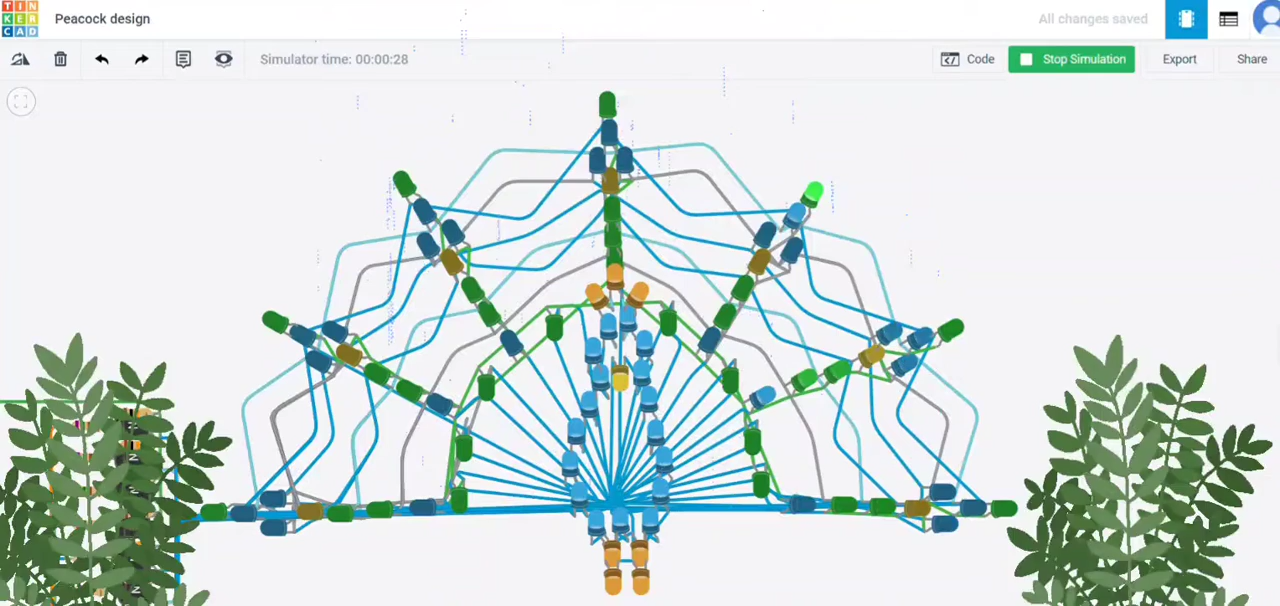 TIN
KER
CAD
Peacock design
All changes saved
Simulator time: 00:00:28
Code
Stop Simulation
Export
Share